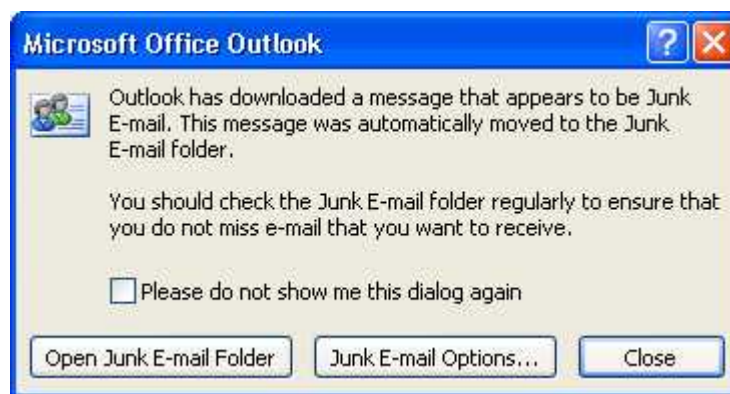 Microsoft Office Outlook
Outlook has downloaded a message that appears to be Junk
E-mail. This message was automatically moved to the Junk
E-mail folder.
You should check the Junk E-mail folder regularly to ensure that
you do not miss e-mail that you want to receive.
Please do not show me this dialog again
Open Junk E-mail Folder
Junk E-mail Options...
Close